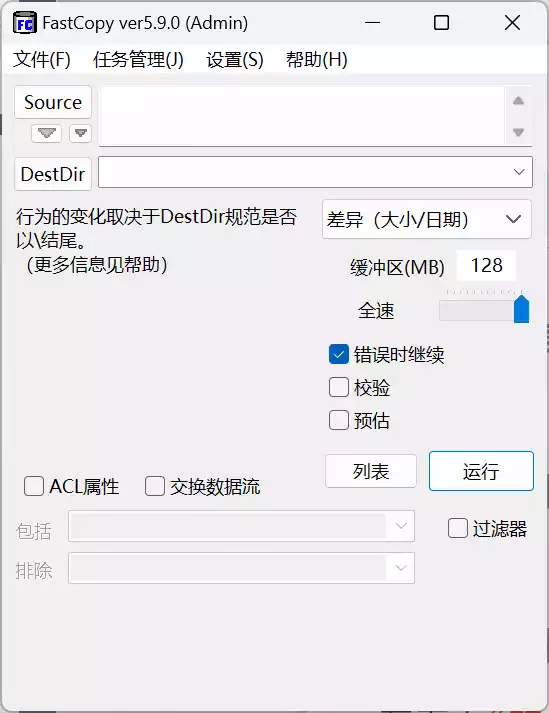 FC FastCopy ver5.9.0 (Admin)
文件(F) 任务管理(J) 设置(S) 帮助(H)
Source
DestDir
行为的变化取决于DestDir规范是否
以\结尾。
（更多信息见帮助）
差异（大小/日期）
缓冲区(MB) 128
全速
错误时继续
校验
预估
列表 运行
ACL属性 交换数据流
包括 过滤器
排除